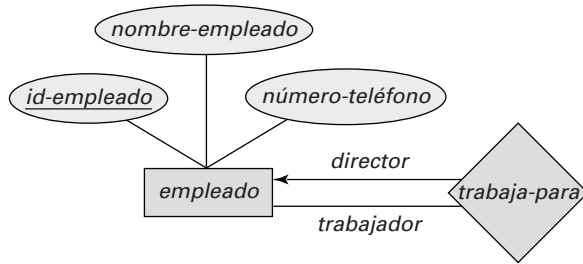 nombre-empleado
id-empleado
número-teléfono
director
empleado
trabaja-para
trabajador